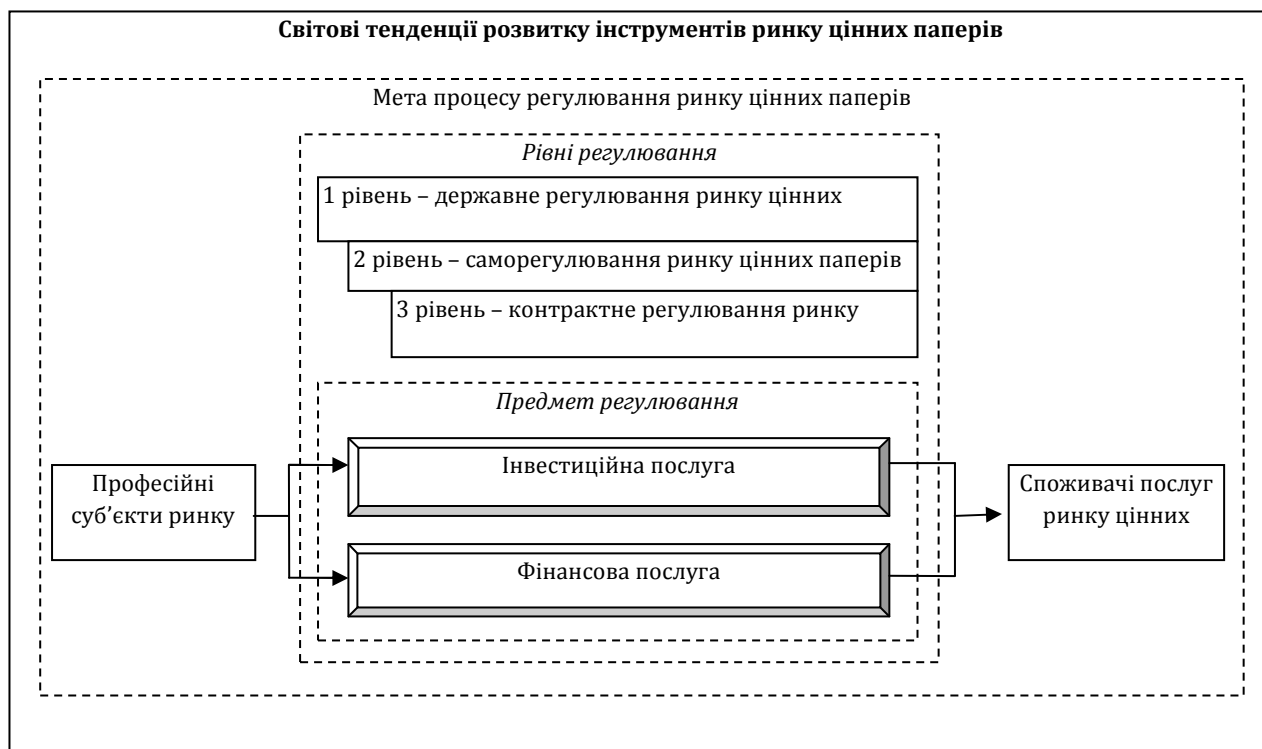 Світові тенденції розвитку інструментів ринку цінних паперів
Мета процесу регулювання ринку цінних паперів
Рівні регулювання
1 рівень – державне регулювання ринку цінних
2 рівень – саморегулювання ринку цінних паперів
3 рівень – контрактне регулювання ринку
Предмет регулювання
Професійні
суб’єкти ринку
Інвестиційна послуга
Фінансова послуга
Споживачі послуг
ринку цінних